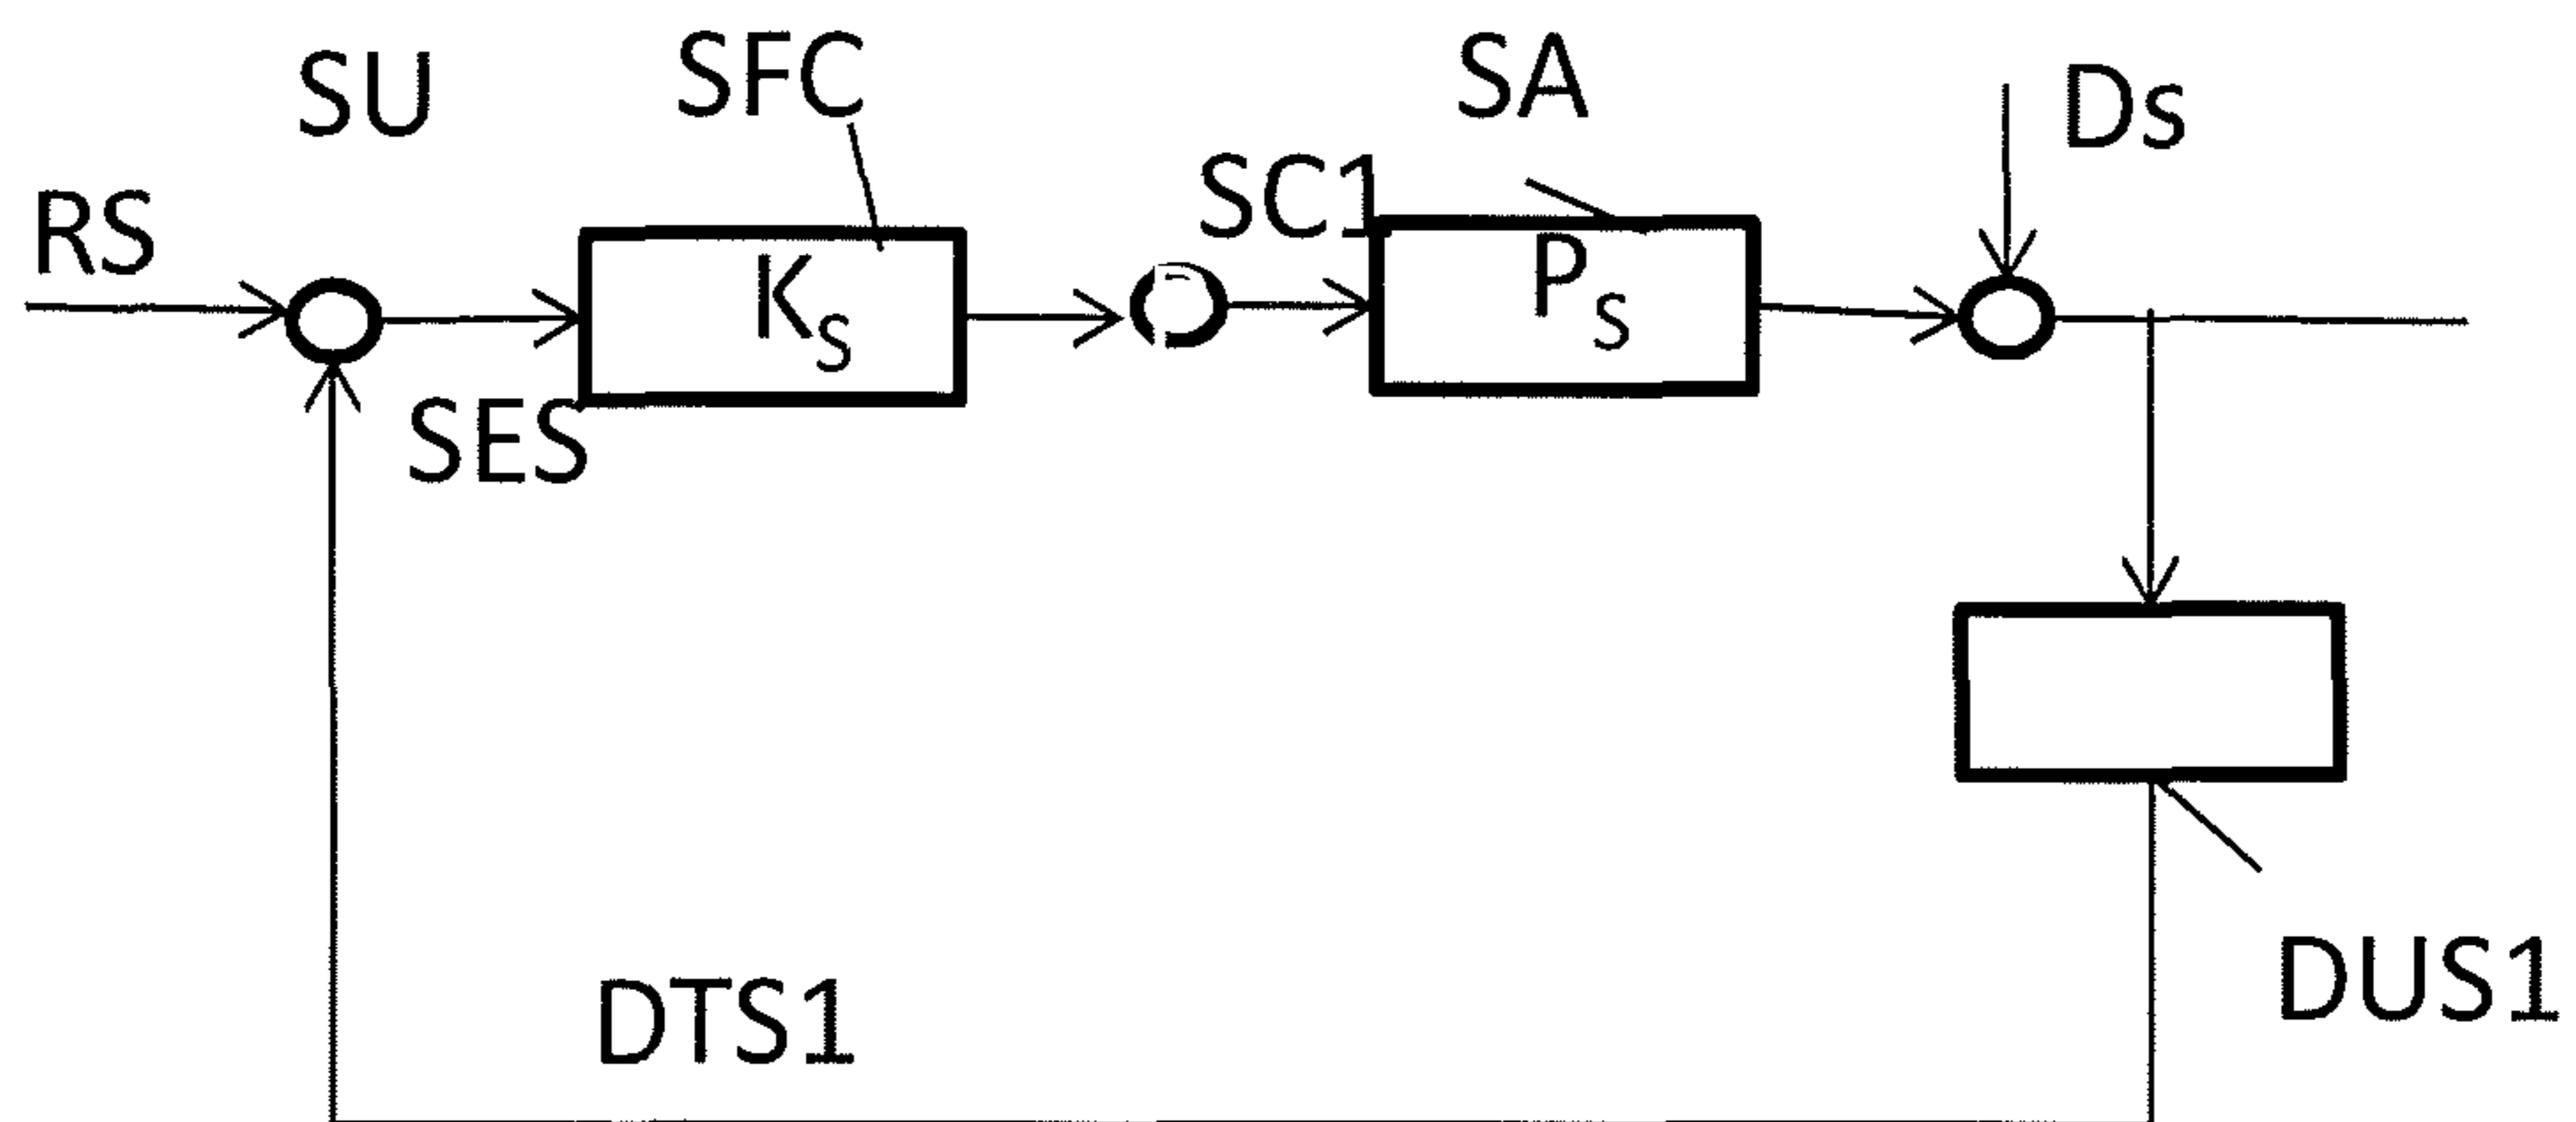 SU
SFC
SA
Ds
RS
SC1
K_S
P_S
SES
DUS1
DTS1